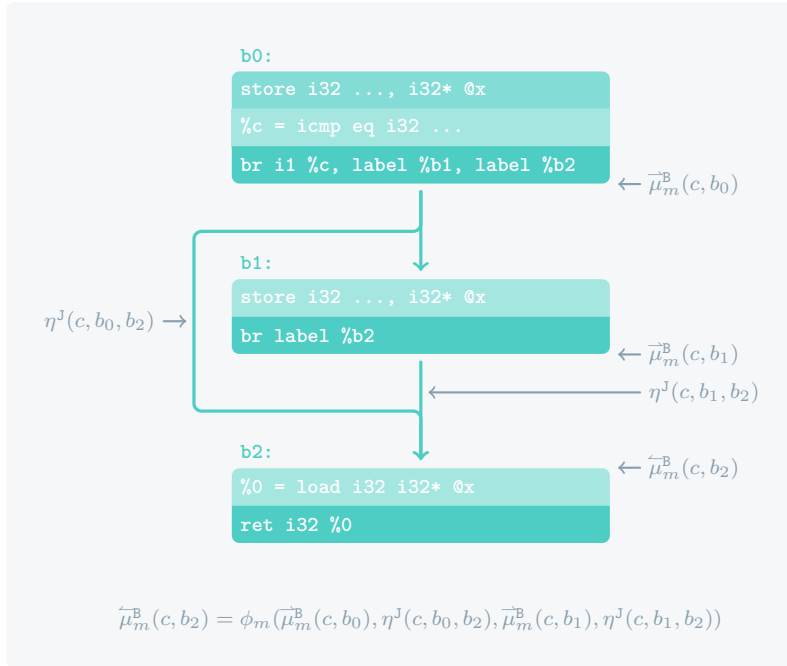 b0:
store i32 ..., i32* @x
%c = icmp eq i32 ...
br i1 %c, label %b1, label %b2
← μ⃗ᴮₘ(c, b₀)
b1:
store i32 ..., i32* @x
ηᴶ(c, b₀, b₂) →
br label %b2
← μ⃗ᴮₘ(c, b₁)
← ηᴶ(c, b₁, b₂)
b2:
← μ⃖ᴮₘ(c, b₂)
%0 = load i32 i32* @x
ret i32 %0
μ⃖ᴮₘ(c, b₂) = ϕₘ(μ⃗ᴮₘ(c, b₀), ηᴶ(c, b₀, b₂), μ⃗ᴮₘ(c, b₁), ηᴶ(c, b₁, b₂))